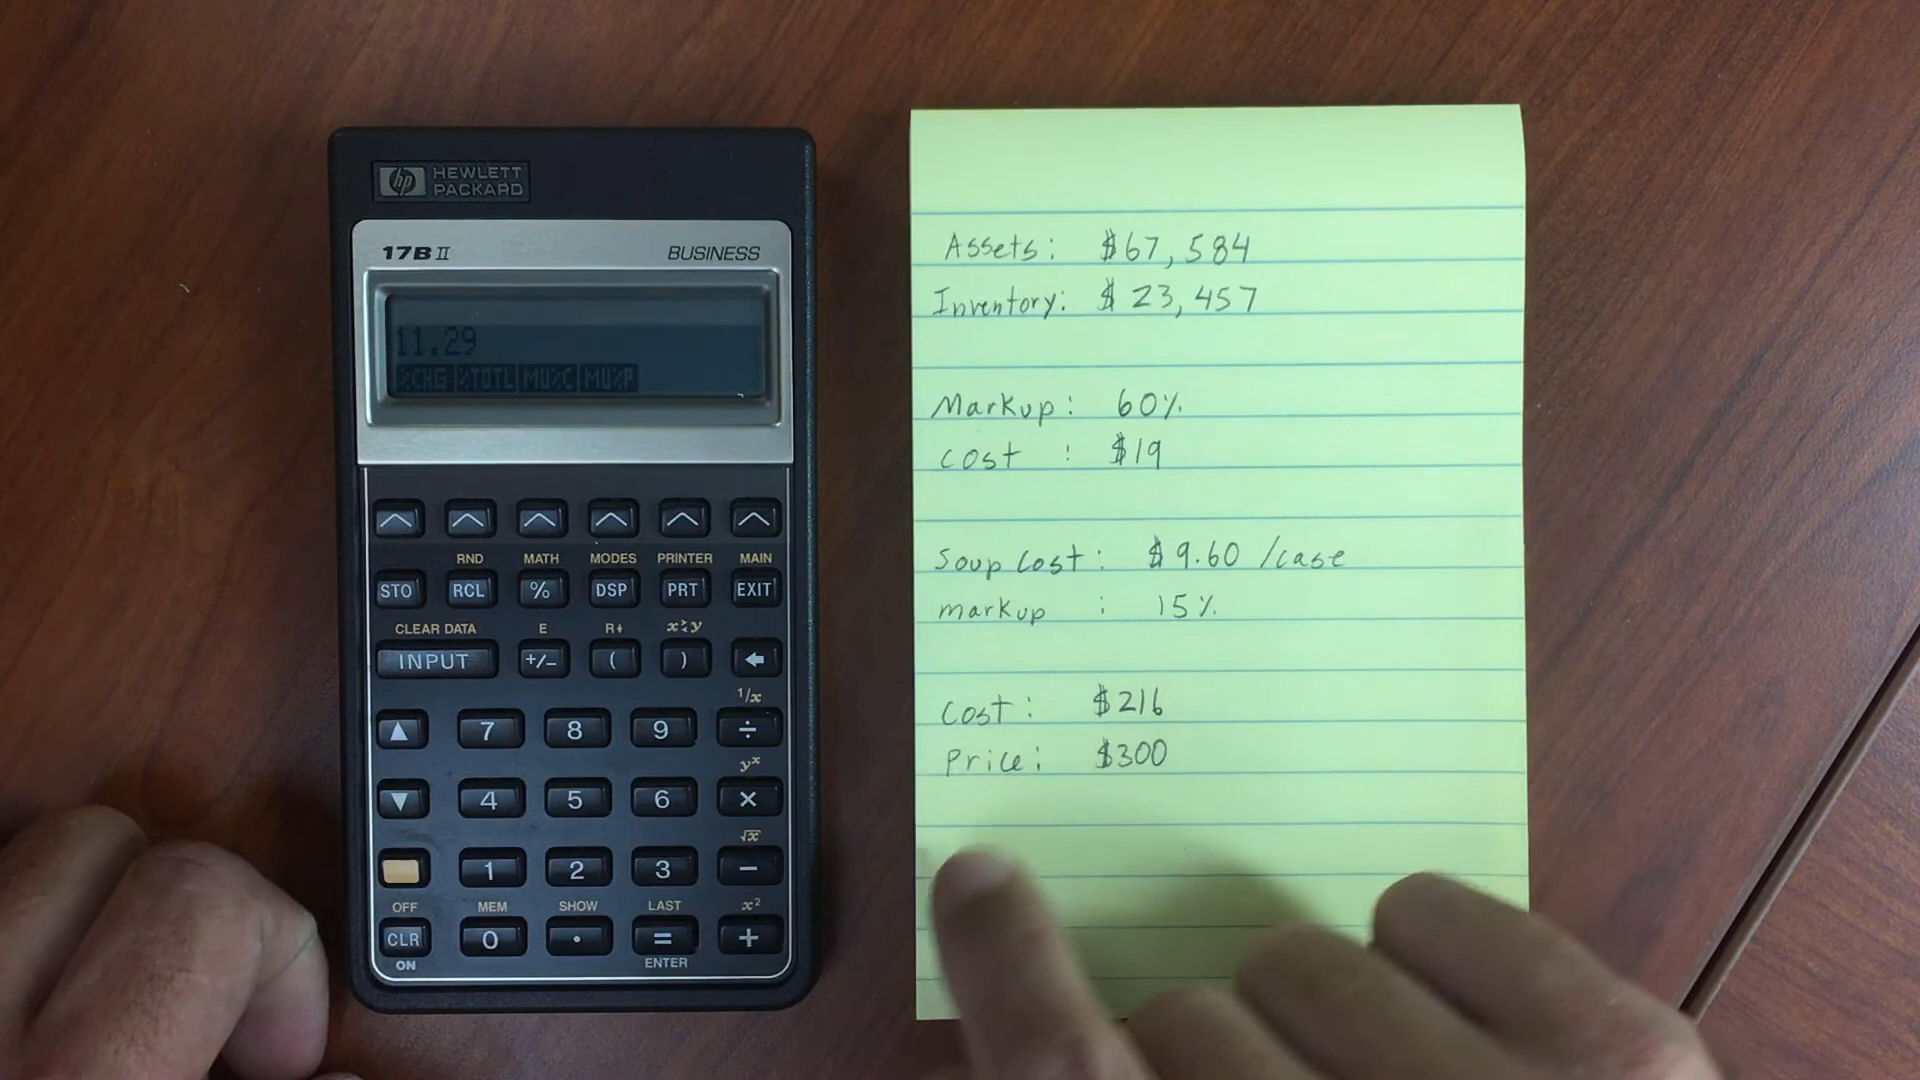 HEWLETT
PACKARD
hp
17B II BUSINESS
11.29
%CHG %TOTL MU%C MU%P
RND MATH MODES PRINTER MAIN
STO RCL % DSP PRT EXIT
CLEAR DATA E R↓ x≷y
INPUT +/- ( ) ←
1/x
▲ 7 8 9 ÷
yˣ
▼ 4 5 6 ×
√x
1 2 3 −
OFF MEM SHOW LAST x²
CLR 0 · = +
ON ENTER
Assets: $67,584
Inventory: $ 23,457
Markup: 60%
cost : $19
Soup Cost: $9.60 /case
markup : 15%
Cost: $216
Price: $300